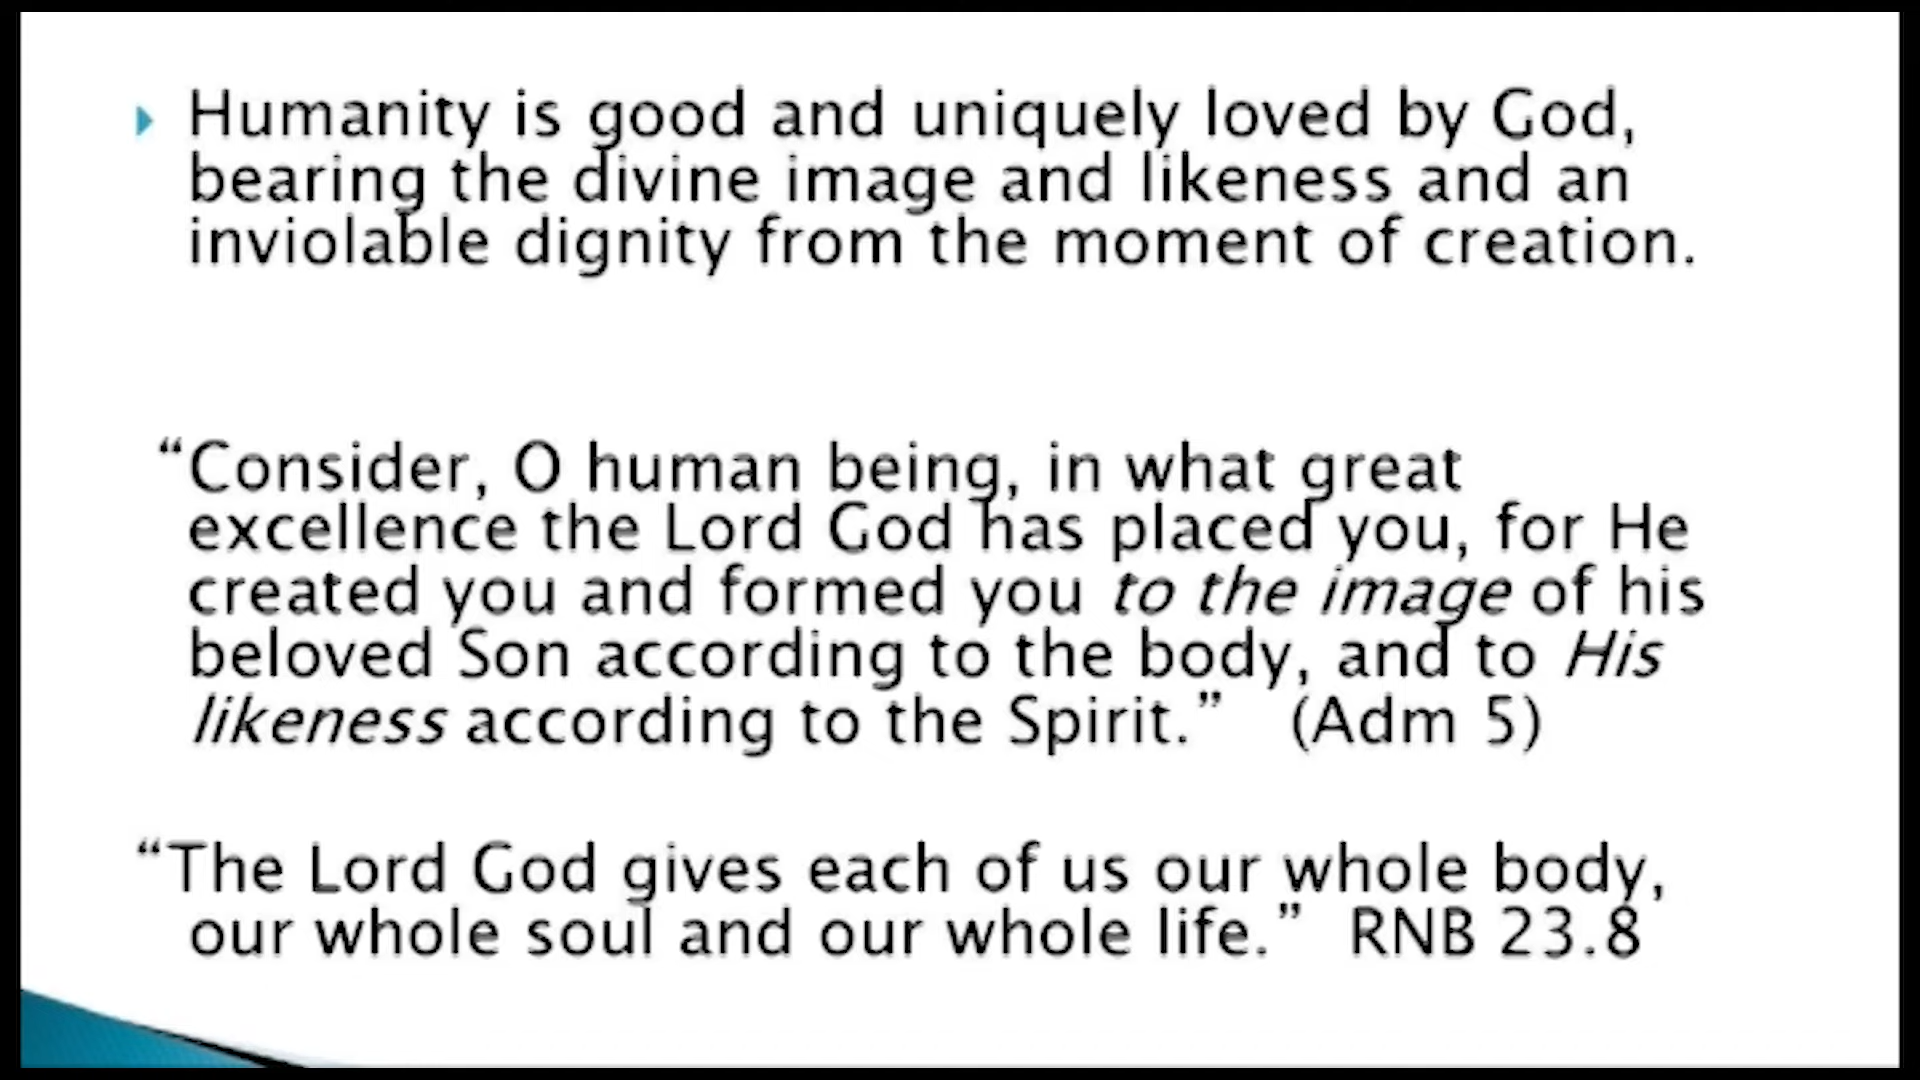 Humanity is good and uniquely loved by God,
bearing the divine image and likeness and an
inviolable dignity from the moment of creation.
“Consider, O human being, in what great
excellence the Lord God has placed you, for He
created you and formed you to the image of his
beloved Son according to the body, and to His
likeness according to the Spirit.” (Adm 5)
“The Lord God gives each of us our whole body,
our whole soul and our whole life.” RNB 23.8